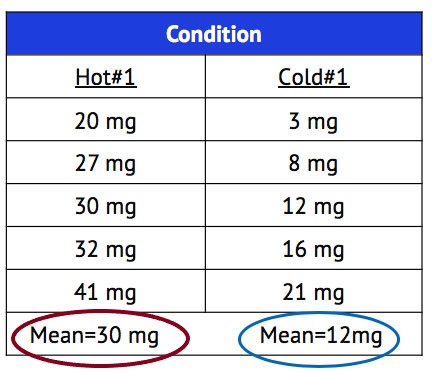 Condition
Hot#1 Cold#1
20 mg 3 mg
27 mg 8 mg
30 mg 12 mg
32 mg 16 mg
41 mg 21 mg
Mean=30 mg Mean=12mg